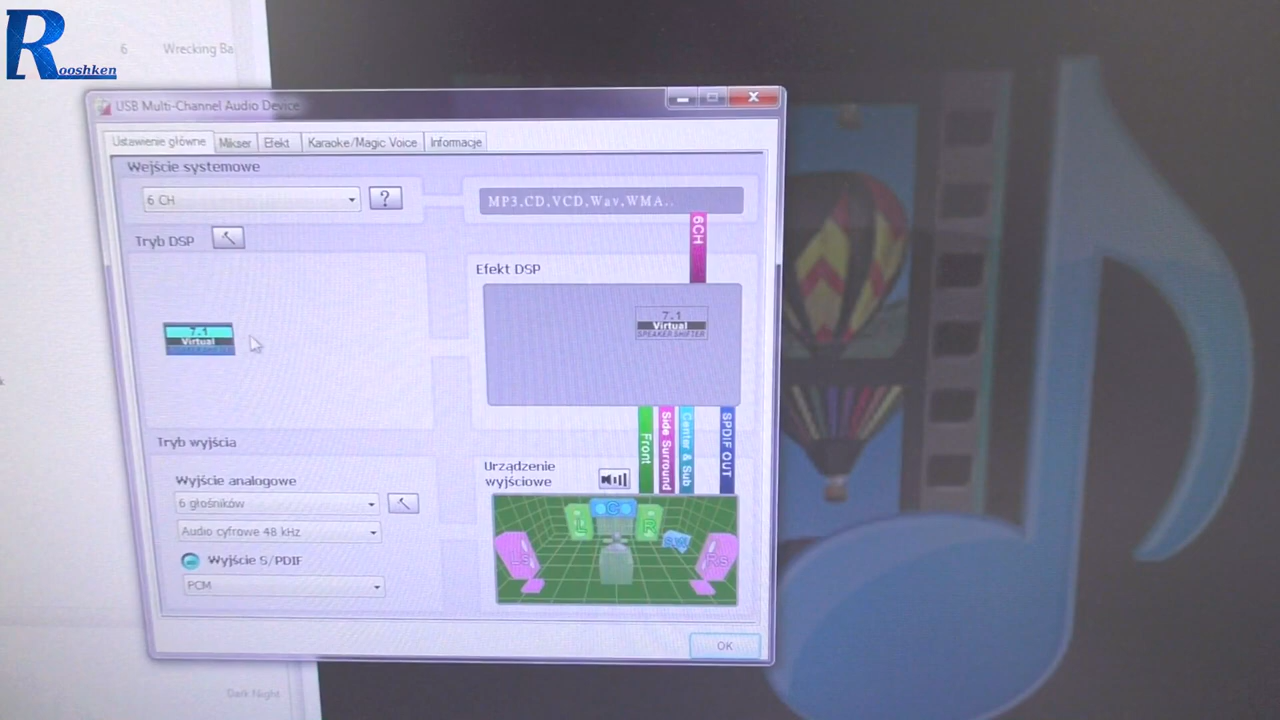 Rooshken
6 Wrecking Ba
USB Multi-Channel Audio Device
Ustawienie główne Mikser Efekt Karaoke/Magic Voice Informacje
Wejście systemowe
6 CH
?
MP3,CD,VCD,Wav,WMA..
Tryb DSP
6CH
Efekt DSP
7.1
Virtual
7.1
Virtual
SPEAKER SHIFTER
Tryb wyjścia
Wyjście analogowe
6 głośników
Audio cyfrowe 48 kHz
Wyjście S/PDIF
PCM
Front
Side Surround
Center & Sub
SPDIF OUT
Urządzenie
wyjściowe
C
L
R
SW
LS
RS
OK
Dark Night